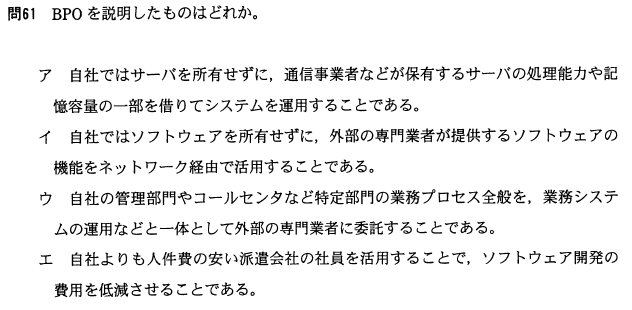 問61 BPO を説明したものはどれか。
ア 自社ではサーバを所有せずに，通信事業者などが保有するサーバの処理能力や記
憶容量の一部を借りてシステムを運用することである。
イ 自社ではソフトウェアを所有せずに，外部の専門業者が提供するソフトウェアの
機能をネットワーク経由で活用することである。
ウ 自社の管理部門やコールセンタなど特定部門の業務プロセス全般を，業務システ
ムの運用などと一体として外部の専門業者に委託することである。
エ 自社よりも人件費の安い派遣会社の社員を活用することで，ソフトウェア開発の
費用を低減させることである。